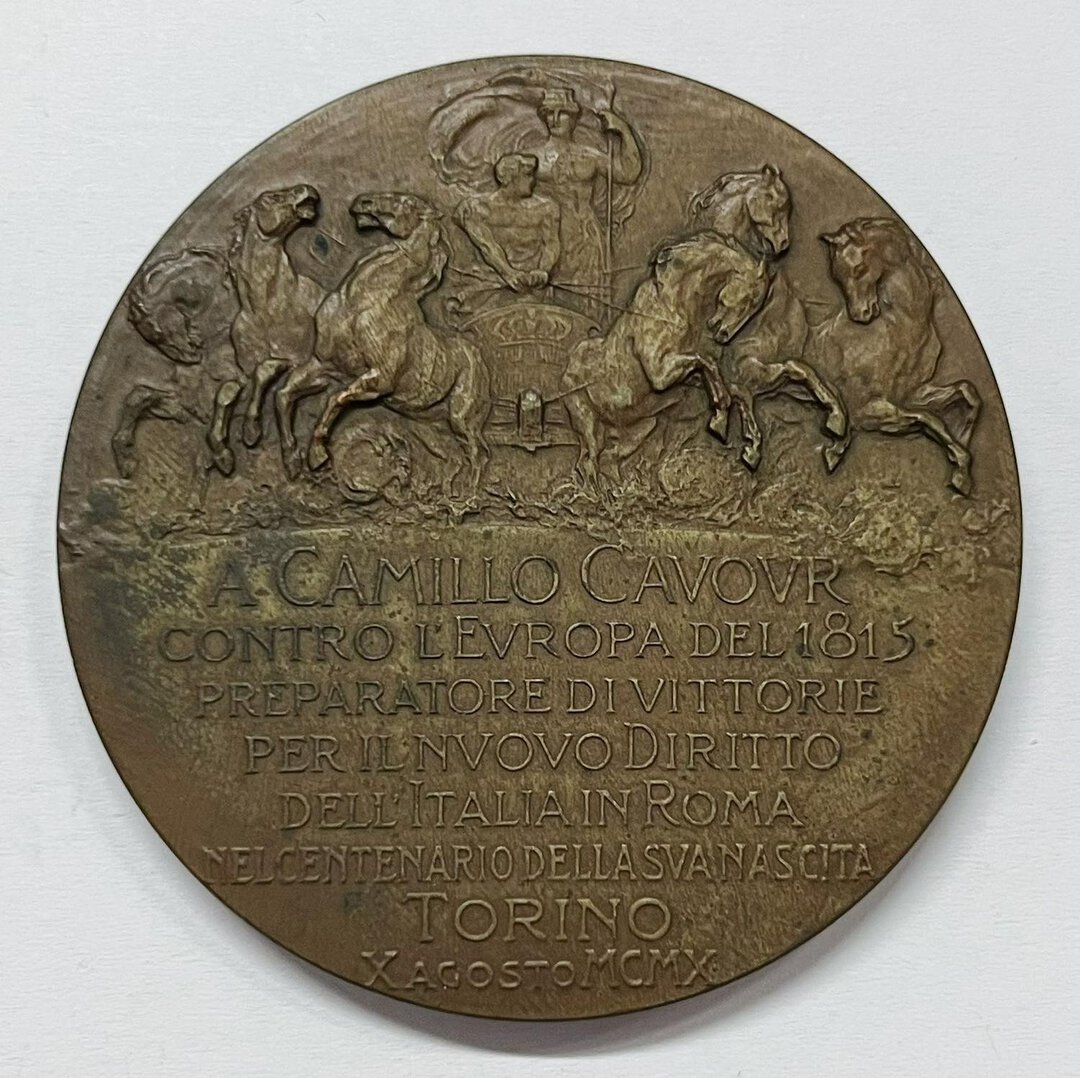 A CAMILLO CAVOVR
CONTRO L'EVROPA DEL 1815
PREPARATORE DI VITTORIE
PER IL NVOVO DIRITTO
DELL'ITALIA IN ROMA
NEL CENTENARIO DELLA SVA NASCITA
TORINO
X AGOSTO MCMX